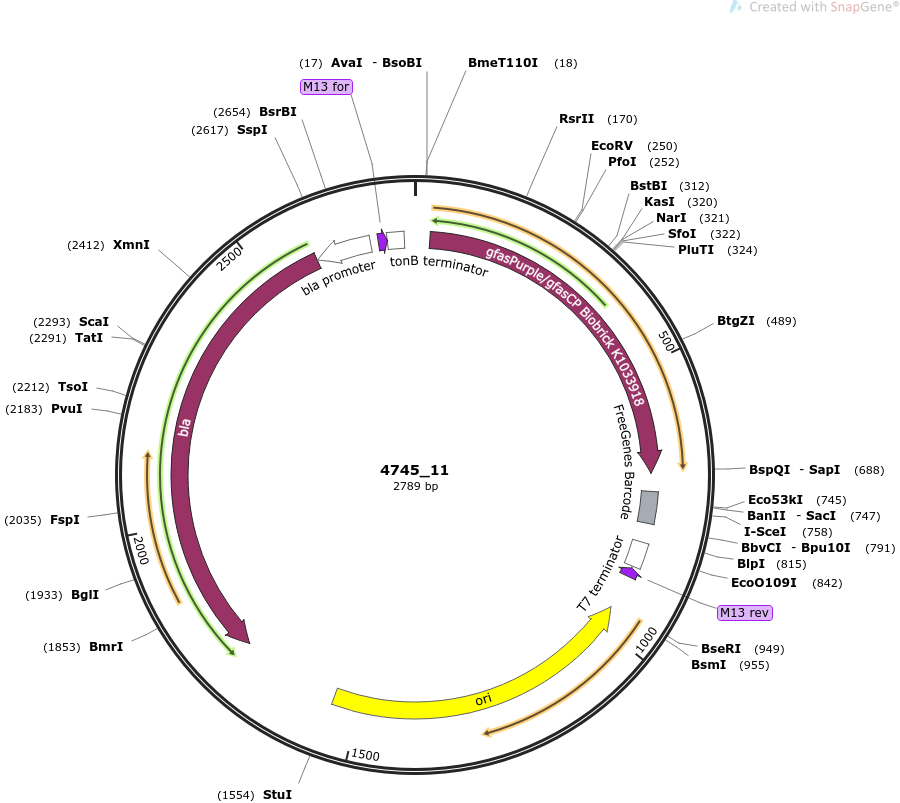 Created with SnapGene®
(17) AvaI - BsoBI
BmeT110I (18)
M13 for
(2654) BsrBI
(2617) SspI
RsrII (170)
EcoRV (250)
PfoI (252)
BstBI (312)
KasI (320)
NarI (321)
SfoI (322)
PluTI (324)
(2412) XmnI
2500
bla promoter
tonB terminator
gfasPurple/gfasCP Biobrick K1033918
(2293) ScaI
(2291) TatI
BtgZI (489)
500
(2212) TsoI
(2183) PvuI
bla
FreeGenes Barcode
4745_11
2789 bp
BspQI - SapI (688)
Eco53kI (745)
BanII - SacI (747)
I-SceI (758)
BbvCI - Bpu10I (791)
BlpI (815)
EcoO109I (842)
(2035) FspI
2000
T7 terminator
(1933) BglI
M13 rev
(1853) BmrI
1000
BseRI (949)
BsmI (955)
ori
1500
(1554) StuI